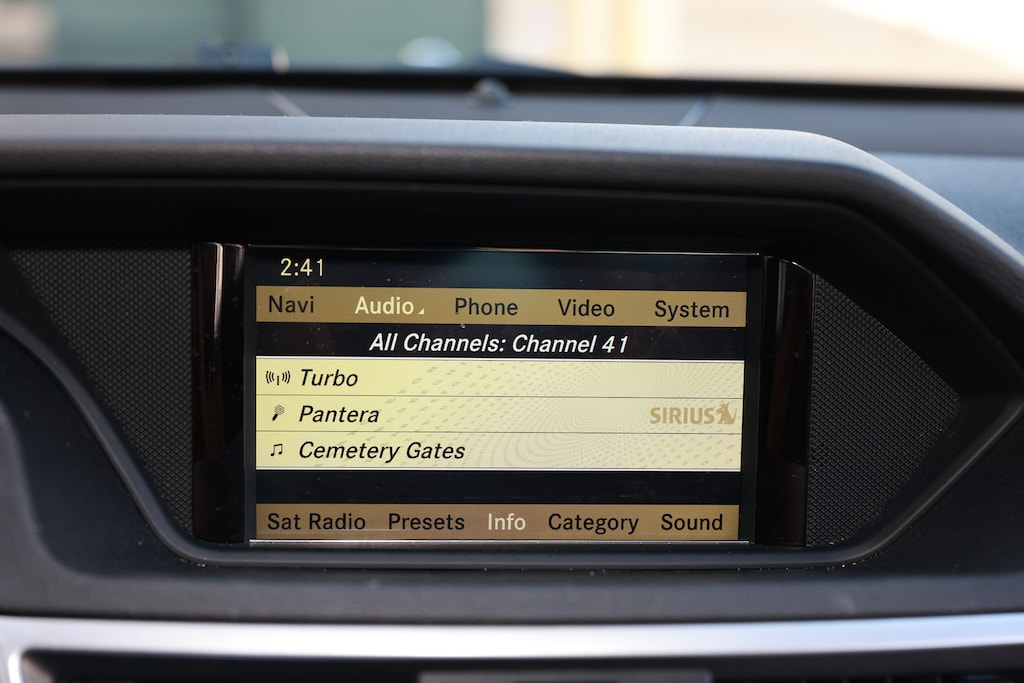 2:41
Navi Audio Phone Video System
All Channels: Channel 41
Turbo
Pantera SIRIUS
Cemetery Gates
Sat Radio Presets Info Category Sound